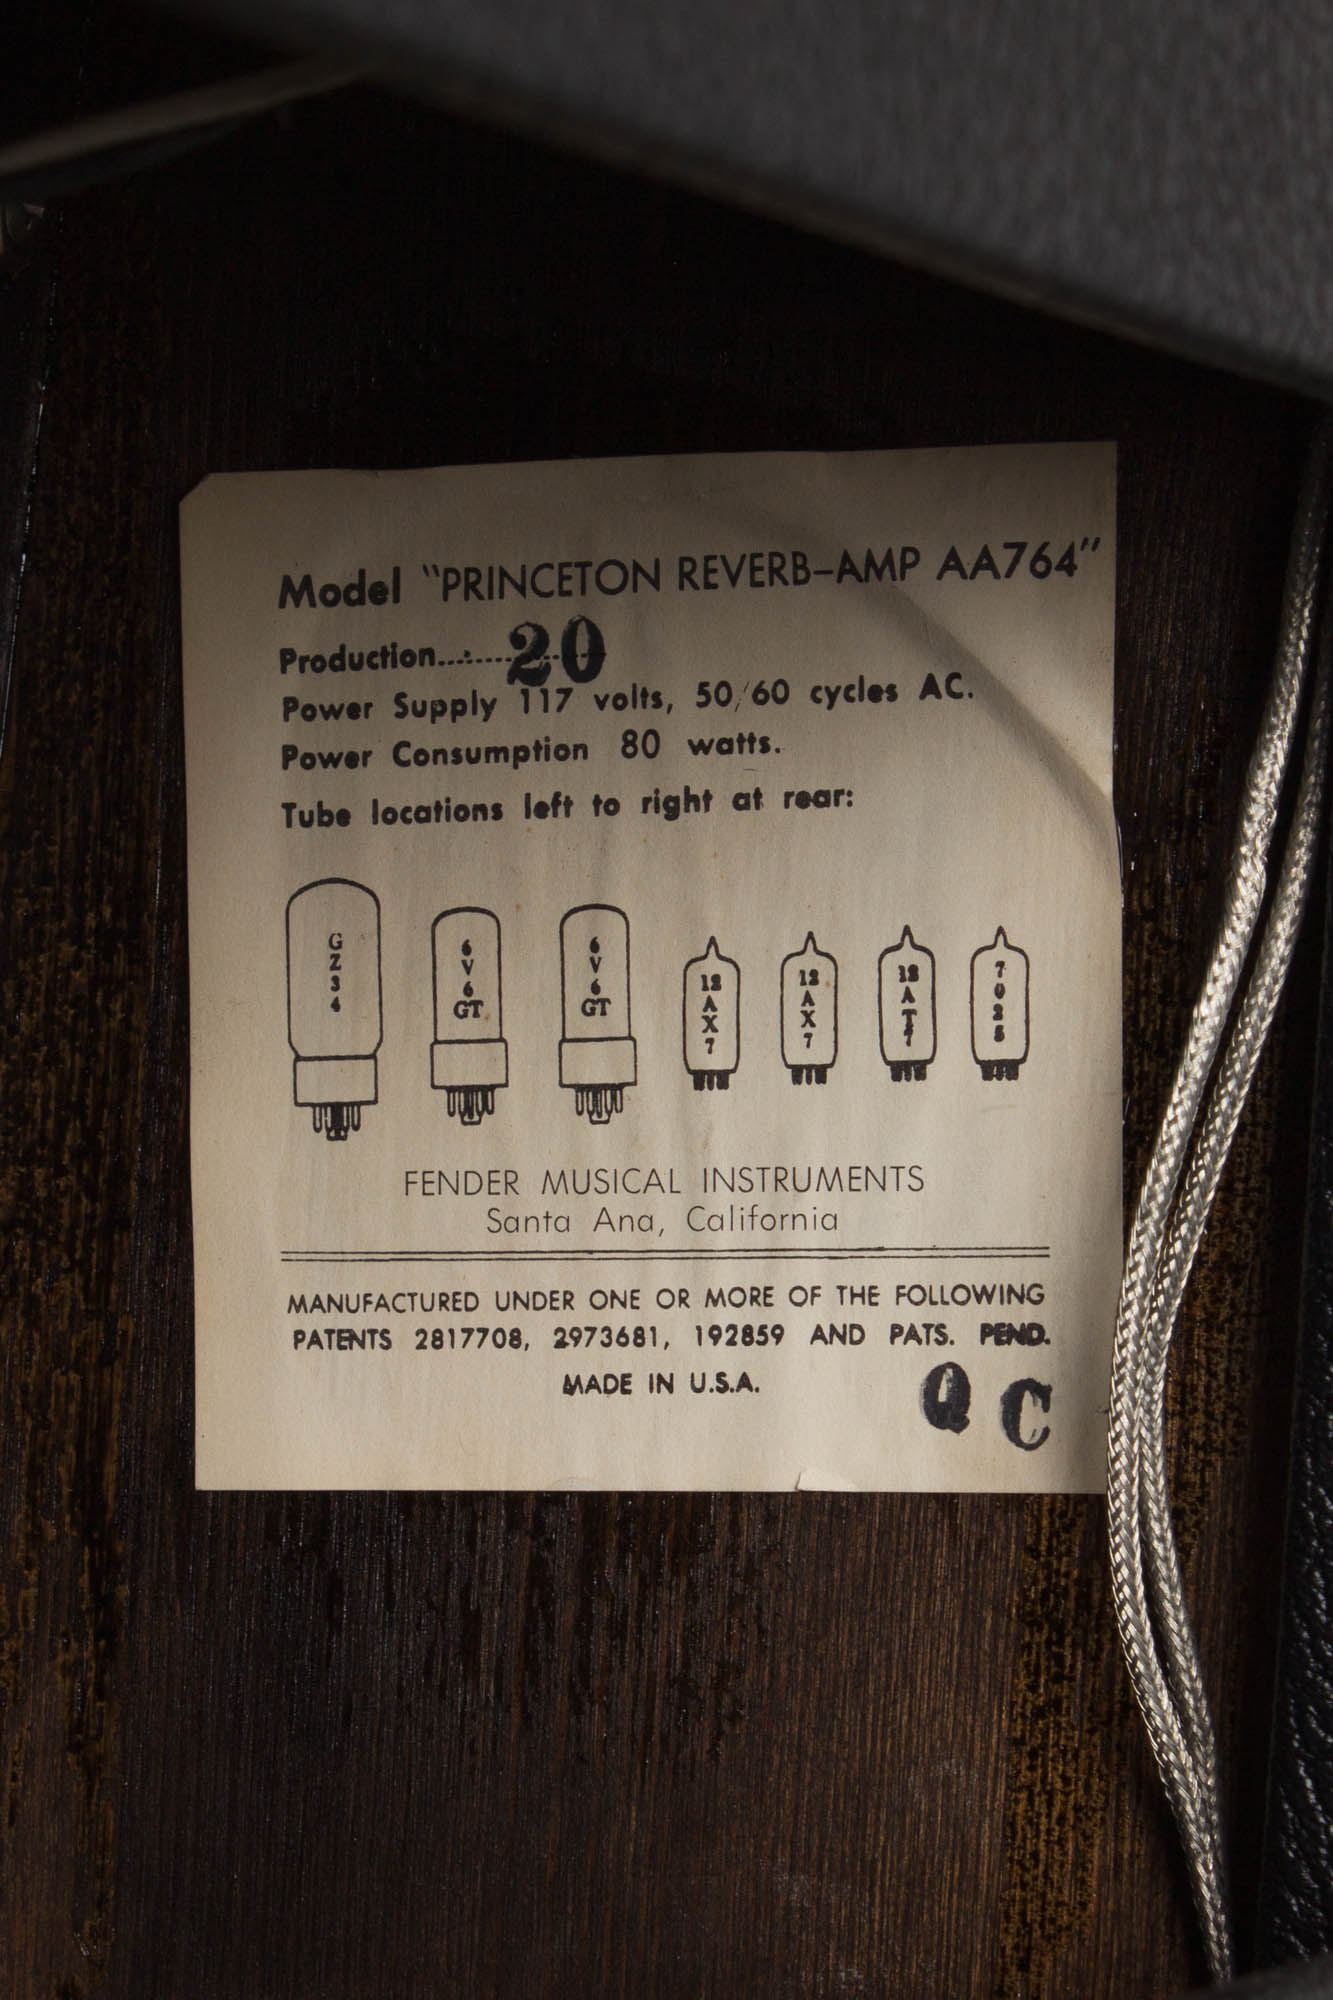 Model "PRINCETON REVERB-AMP AA764"
Production.........20
Power Supply 117 volts, 50/60 cycles AC.
Power Consumption 80 watts.
Tube locations left to right at rear:
GZ34 6V6GT 6V6GT 12AX7 12AX7 12AT7 7025
FENDER MUSICAL INSTRUMENTS
Santa Ana, California
MANUFACTURED UNDER ONE OR MORE OF THE FOLLOWING
PATENTS 2817708, 2973681, 192859 AND PATS. PEND.
MADE IN U.S.A.
Q C